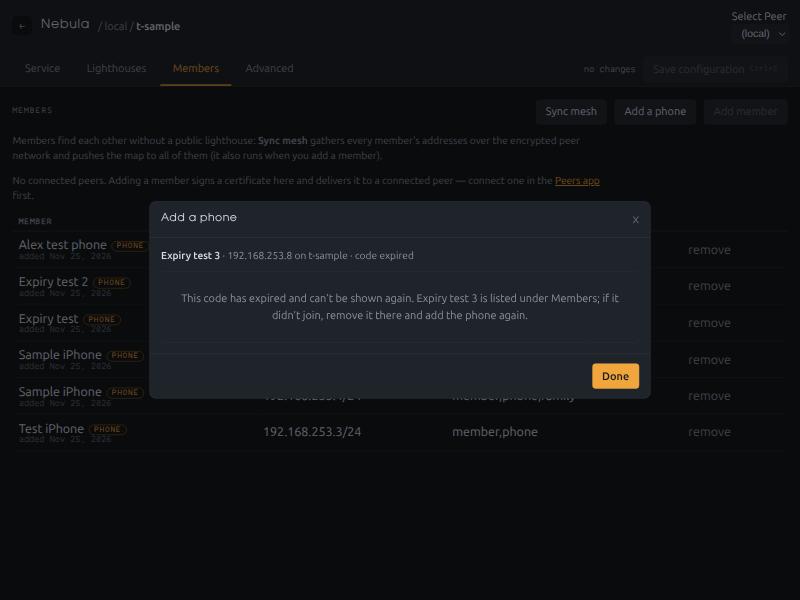 ← Nebula / local / t-sample
Select Peer
(local)
Service Lighthouses Members Advanced
no changes Save configuration Ctrl+S
MEMBERS
Sync mesh Add a phone Add member
Members find each other without a public lighthouse: Sync mesh gathers every member's addresses over the encrypted peer
network and pushes the map to all of them (it also runs when you add a member).
No connected peers. Adding a member signs a certificate here and delivers it to a connected peer — connect one in the Peers app
first.
MEMBER
Alex test phone PHONE remove
added Nov 25, 2026
Expiry test 2 PHONE remove
added Nov 25, 2026
Expiry test PHONE remove
added Nov 25, 2026
Sample iPhone PHONE remove
added Nov 25, 2026
Sample iPhone PHONE 192.168.253.4/24 member,phone,family remove
added Nov 25, 2026
Test iPhone PHONE 192.168.253.3/24 member,phone remove
added Nov 25, 2026
Add a phone x
Expiry test 3 · 192.168.253.8 on t-sample · code expired
This code has expired and can't be shown again. Expiry test 3 is listed under Members; if it
didn't join, remove it there and add the phone again.
Done